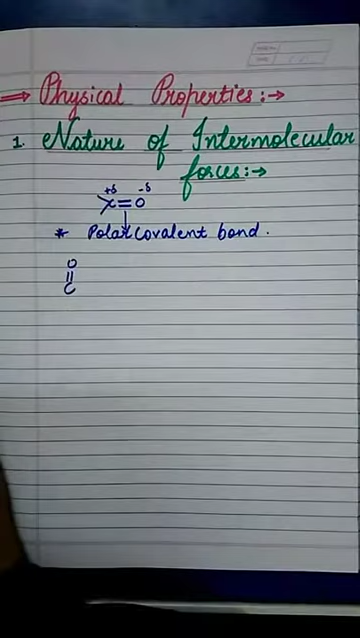 ⇒ Physical Properties:→
1. Nature of Intermolecular
forces:→
+δ -δ
C=O
* Polar covalent bond.
O
||
C